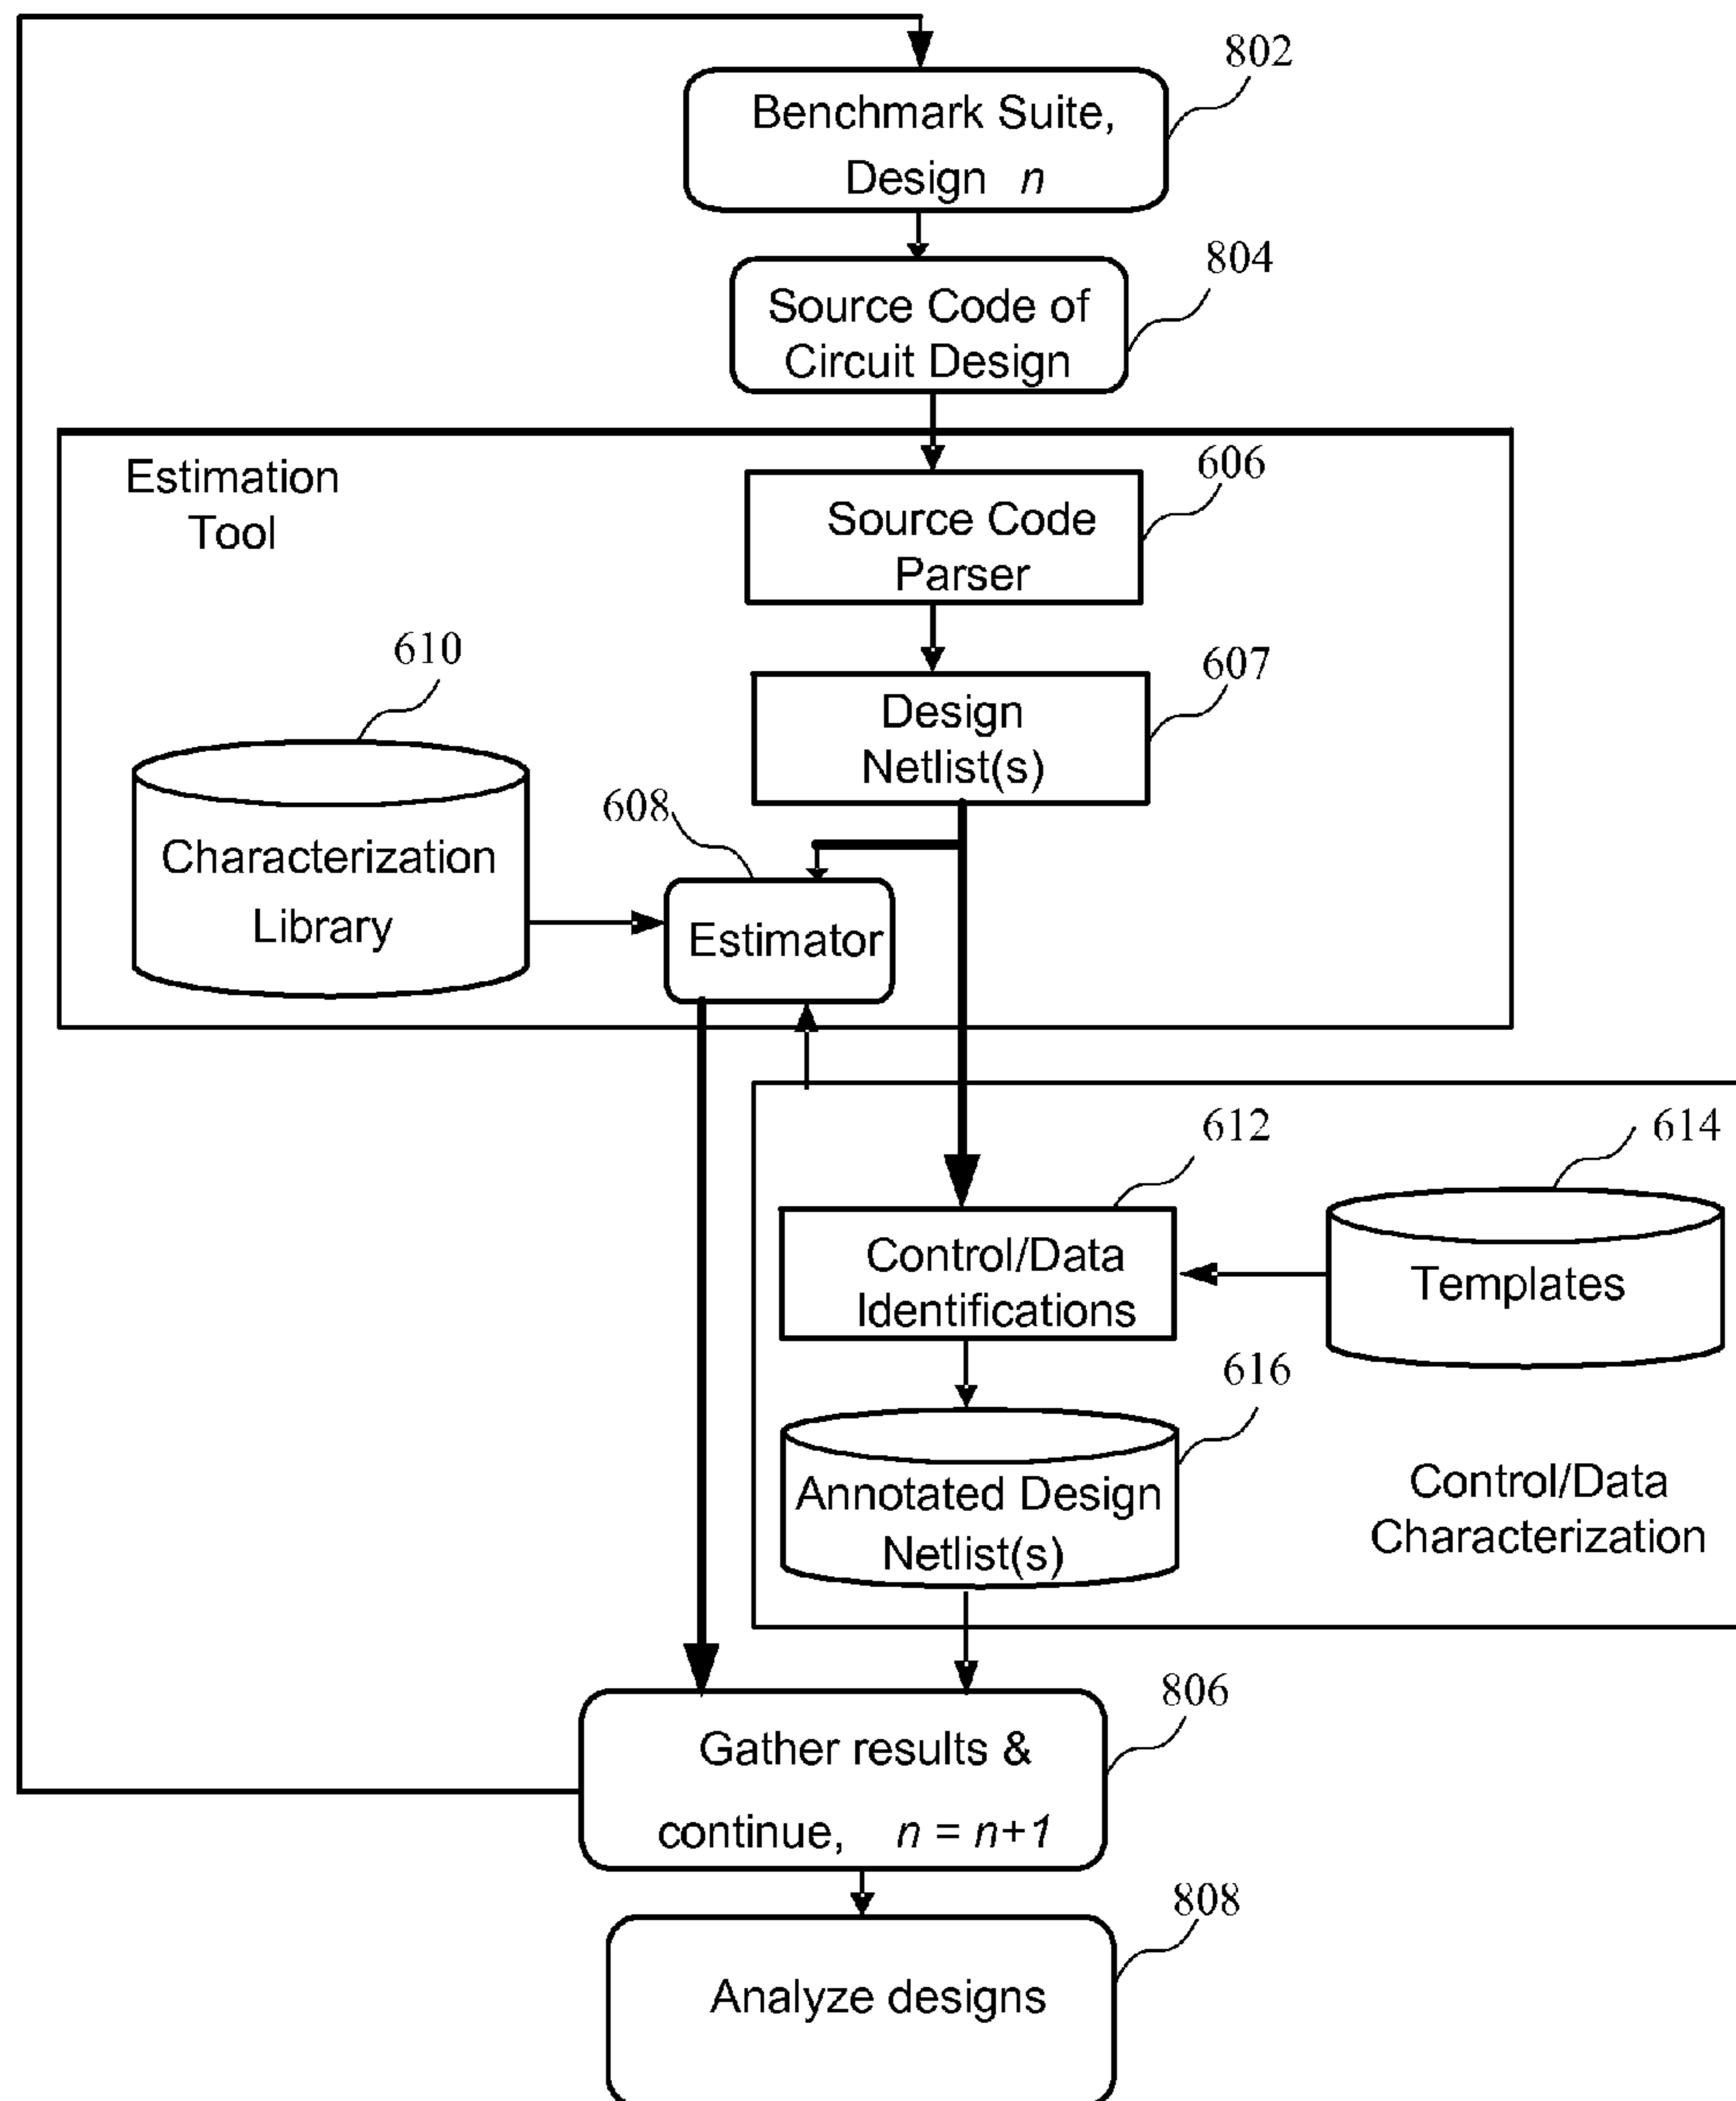 802
Benchmark Suite,
Design n
804
Source Code of
Circuit Design
Estimation
Tool
606
Source Code
Parser
610
607
Design
Netlist(s)
608
Characterization
Library
Estimator
612
614
Control/Data
Identifications
Templates
616
Annotated Design
Netlist(s)
Control/Data
Characterization
806
Gather results &
continue, n = n+1
808
Analyze designs